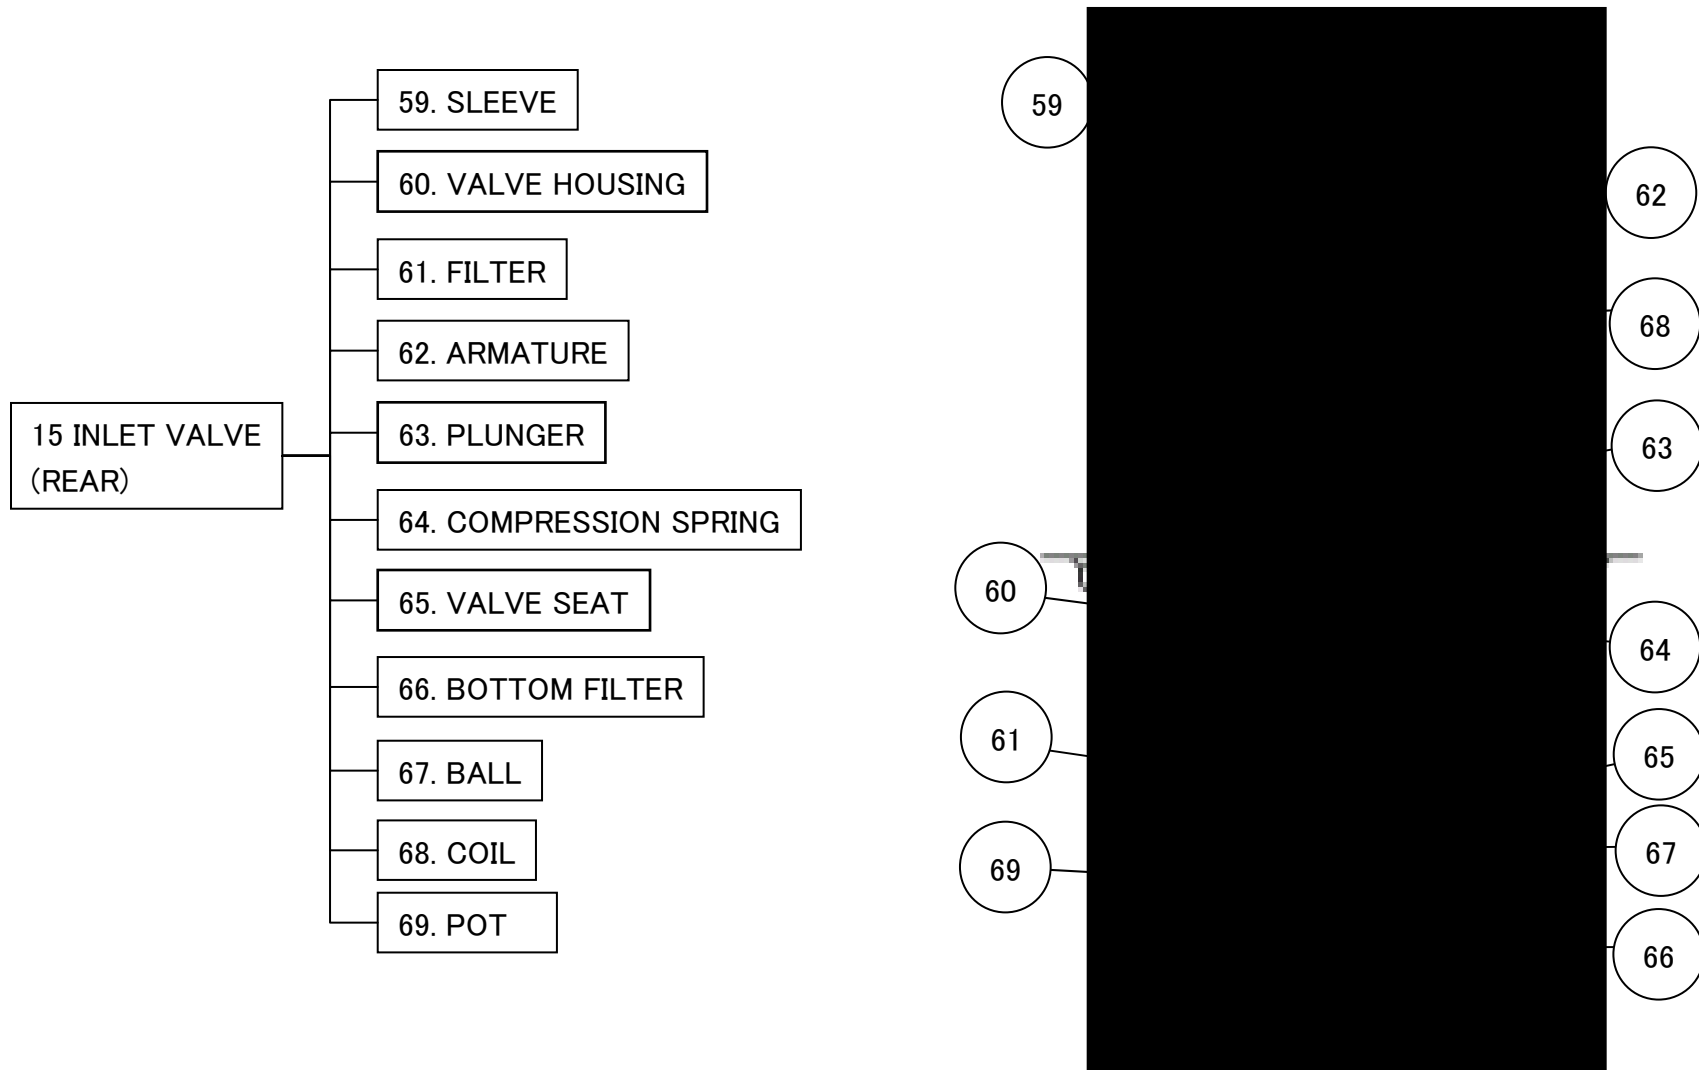 15 INLET VALVE
(REAR)
59. SLEEVE
60. VALVE HOUSING
61. FILTER
62. ARMATURE
63. PLUNGER
64. COMPRESSION SPRING
65. VALVE SEAT
66. BOTTOM FILTER
67. BALL
68. COIL
69. POT
59
60
61
69
62
68
63
64
65
67
66